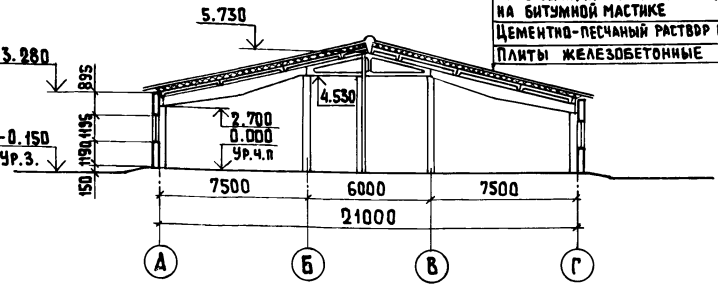 НА БИТУМНОЙ МАСТИКЕ
ЦЕМЕНТНО-ПЕСЧАНЫЙ РАСТВОР
ПЛИТЫ ЖЕЛЕЗОБЕТОННЫЕ
5.730
3.280
895
4.530
2.700
0.000
УР.Ч.П
1195
-0.150
УР.З.
1190
150
7500
6000
7500
21000
А
Б
В
Г